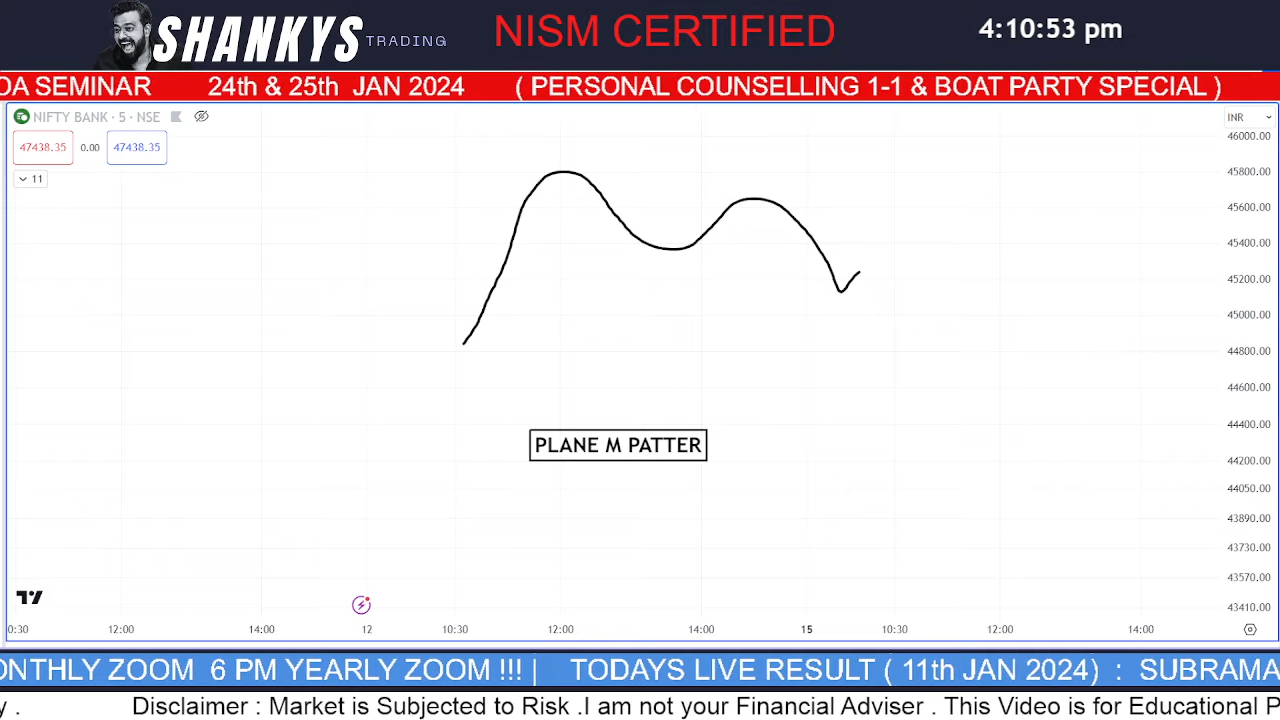 SHANKYS TRADING
NISM CERTIFIED
4:10:53 pm
OA SEMINAR 24th & 25th JAN 2024 ( PERSONAL COUNSELLING 1-1 & BOAT PARTY SPECIAL )
NIFTY BANK · 5 · NSE
INR
47438.35 0.00 47438.35
11
46000.00
45800.00
45600.00
45400.00
45200.00
45000.00
44800.00
44600.00
44400.00
44200.00
44050.00
43890.00
43730.00
43570.00
43410.00
PLANE M PATTER
0:30 12:00 14:00 12 10:30 12:00 14:00 15 10:30 12:00 14:00
ONTHLY ZOOM 6 PM YEARLY ZOOM !!! | TODAYS LIVE RESULT ( 11th JAN 2024) : SUBRAMA
y . Disclaimer : Market is Subjected to Risk .I am not your Financial Adviser . This Video is for Educational P